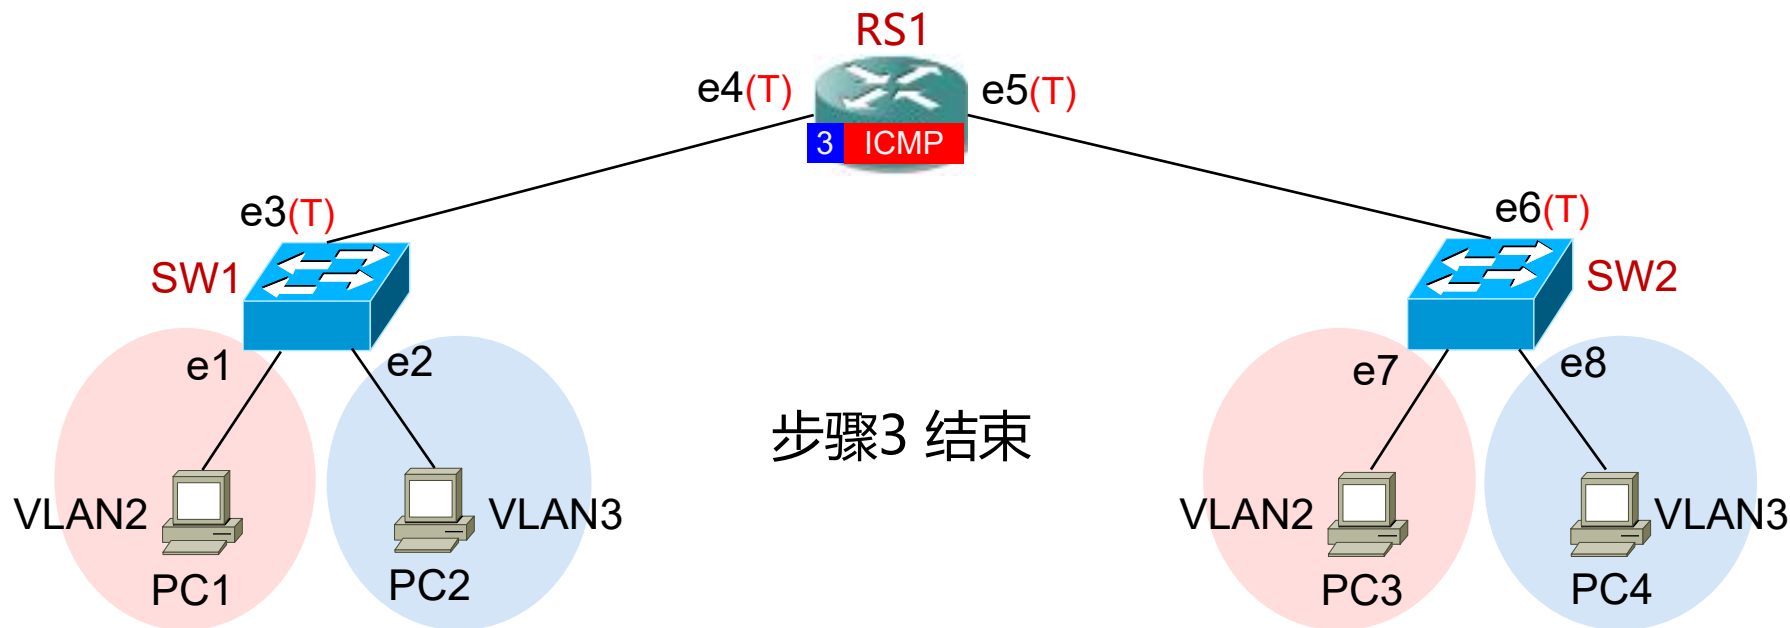 RS1
e4(T)
e5(T)
3 ICMP
e3(T)
e6(T)
SW1
SW2
e1
e2
e7
e8
步骤3 结束
VLAN2
VLAN3
VLAN2
VLAN3
PC1
PC2
PC3
PC4